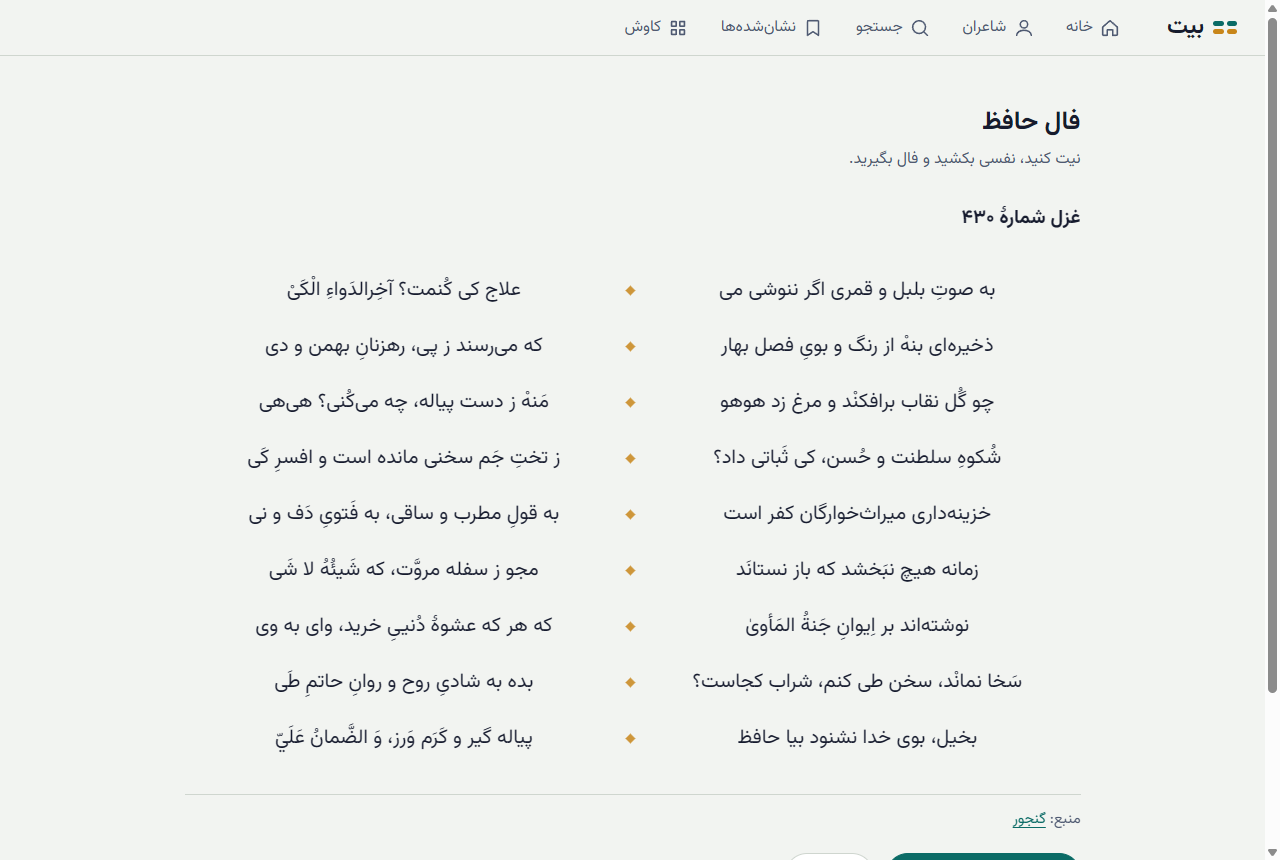 بیت
خانه
شاعران
جستجو
نشان‌شده‌ها
کاوش
فال حافظ
نیت کنید، نفسی بکشید و فال بگیرید.
غزل شمارهٔ ۴۳۰
به صوتِ بلبل و قمری اگر ننوشی می
علاج کی کُنمت؟ آخِرالدَواءِ الْکَیْ
ذخیره‌ای بنهْ از رنگ و بویِ فصل بهار
که می‌رسند ز پی، رهزنانِ بهمن و دی
چو گُل نقاب برافکنْد و مرغ زد هوهو
مَنهْ ز دست پیاله، چه می‌کُنی؟ هی‌هی
شُکوهِ سلطنت و حُسن، کی ثَباتی داد؟
ز تختِ جَم سخنی مانده است و افسرِ کَی
خزینه‌داری میراث‌خوارگان کفر است
به قولِ مطرب و ساقی، به فَتویِ دَف و نی
زمانه هیچ نبَخشد که باز نستانَد
مجو ز سفله مروَّت، که شَیئُهُ لا شَی
نوشته‌اند بر اِیوانِ جَنةُ المَأویٰ
که هر که عشوهٔ دُنییِ خرید، وای به وی
سَخا نمانْد، سخن طی کنم، شراب کجاست؟
بده به شادیِ روح و روانِ حاتمِ طَی
بخیل، بوی خدا نشنود بیا حافظ
پیاله گیر و کَرَم وَرز، وَ الضَّمانُ عَلَیّ
منبع: گنجور